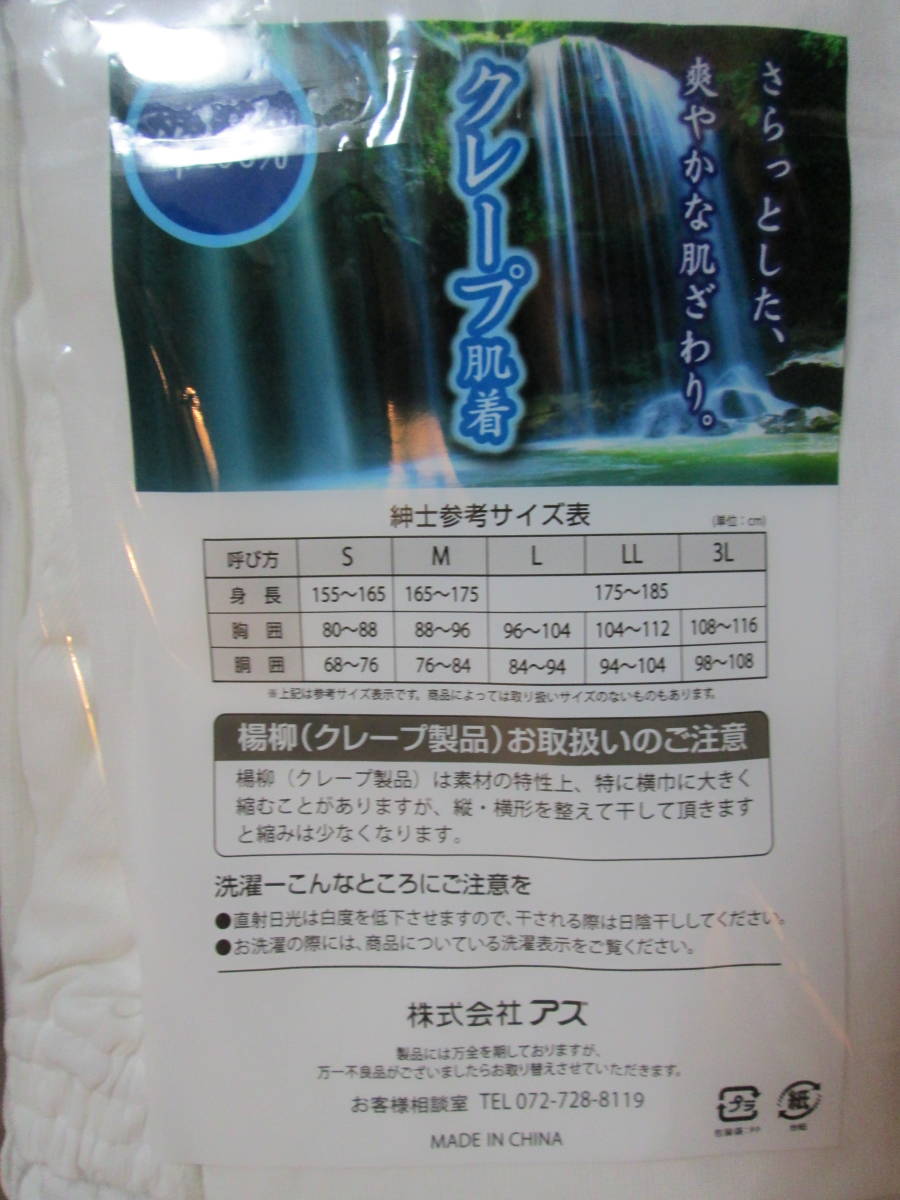 さらっとした、
爽やかな肌ざわり。
クレープ肌着
紳士参考サイズ表
(単位：cm)
呼び方 S M L LL 3L
身長 155〜165 165〜175 175〜185
胸囲 80〜88 88〜96 96〜104 104〜112 108〜116
胴囲 68〜76 76〜84 84〜94 94〜104 98〜108
※上記は参考サイズ表示です。商品によっては取り扱いサイズのないものもあります。
楊柳（クレープ製品）お取扱いのご注意
楊柳（クレープ製品）は素材の特性上、特に横巾に大きく
縮むことがありますが、縦・横形を整えて干して頂きます
と縮みは少なくなります。
洗濯ーこんなところにご注意を
●直射日光は白度を低下させますので、干される際は日陰干ししてください。
●お洗濯の際には、商品についている洗濯表示をご覧ください。
株式会社アズ
製品には万全を期しておりますが、
万一不良品がございましたらお取り替えさせていただきます。
お客様相談室 TEL 072-728-8119
MADE IN CHINA
プラ
紙